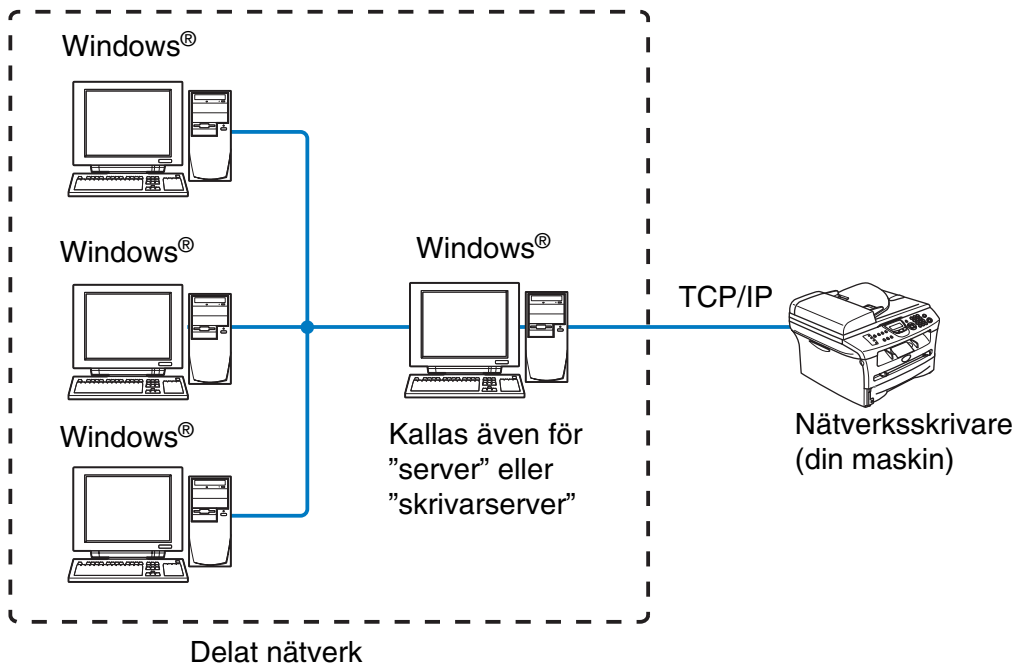 Windows®
Windows®
Windows®
Windows®
Kallas även för
”server” eller
”skrivarserver”
TCP/IP
Nätverksskrivare
(din maskin)
Delat nätverk